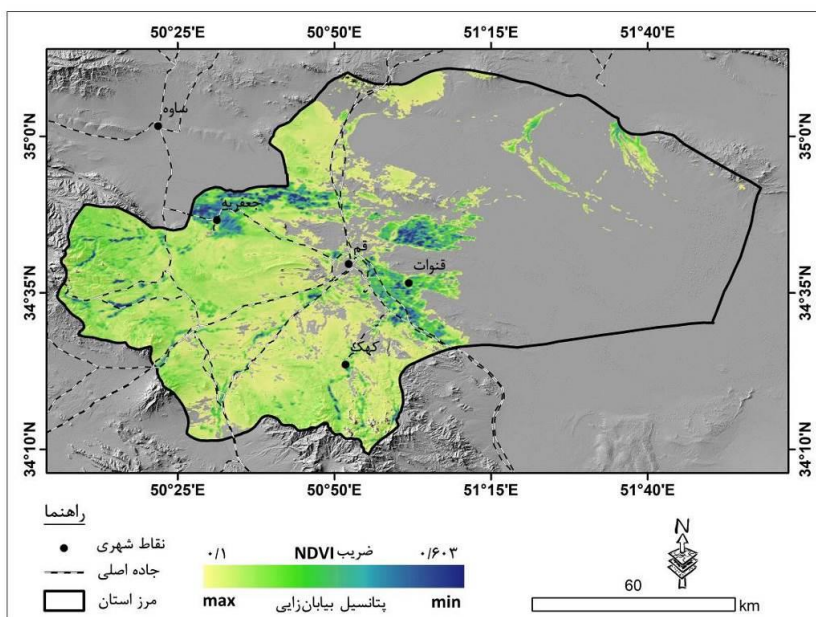 50°25'E 50°50'E 51°15'E 51°40'E
35°0'N 35°0'N
ساوه
جعفریه
قم
قنوات
34°35'N 34°35'N
کهک
34°10'N 34°10'N
50°25'E 50°50'E 51°15'E 51°40'E
راهنما
نقاط شهری
جاده اصلی
مرز استان
۰/۱ ضریب NDVI ۰/۶۰۳
max پتانسیل بیابان‌زایی min
N
60
km